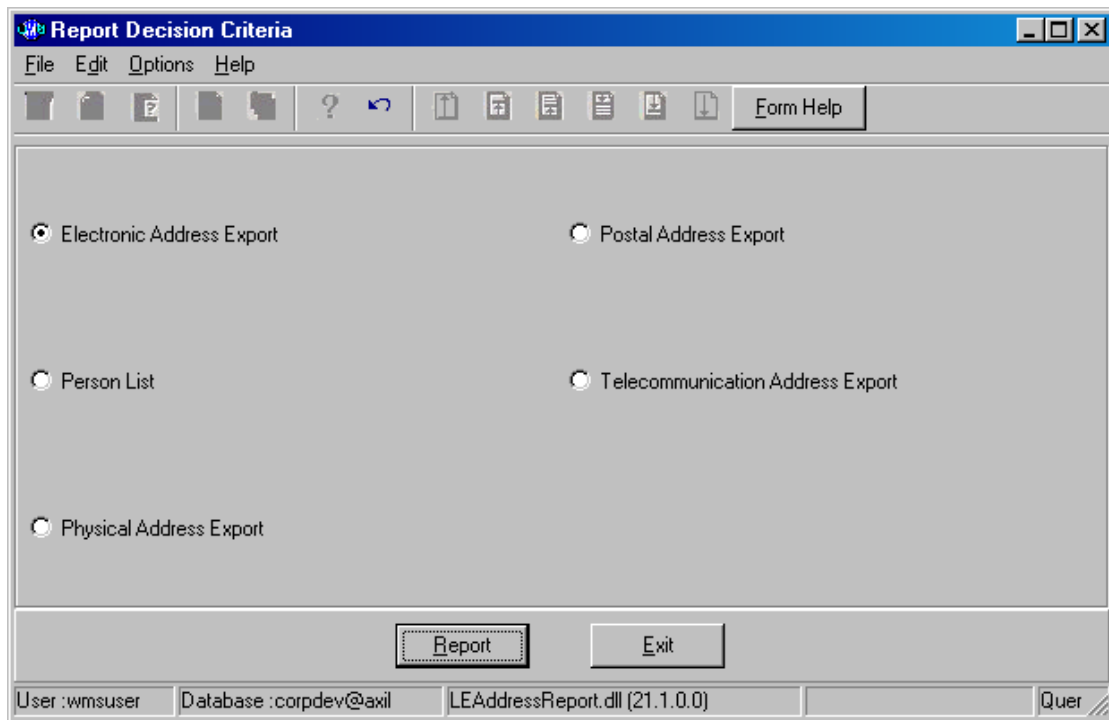 Report Decision Criteria
File Edit Options Help
Form Help
Electronic Address Export
Postal Address Export
Person List
Telecommunication Address Export
Physical Address Export
Report Exit
User :wmsuser Database :corpdev@axil LEAddressReport.dll (21.1.0.0) Quer